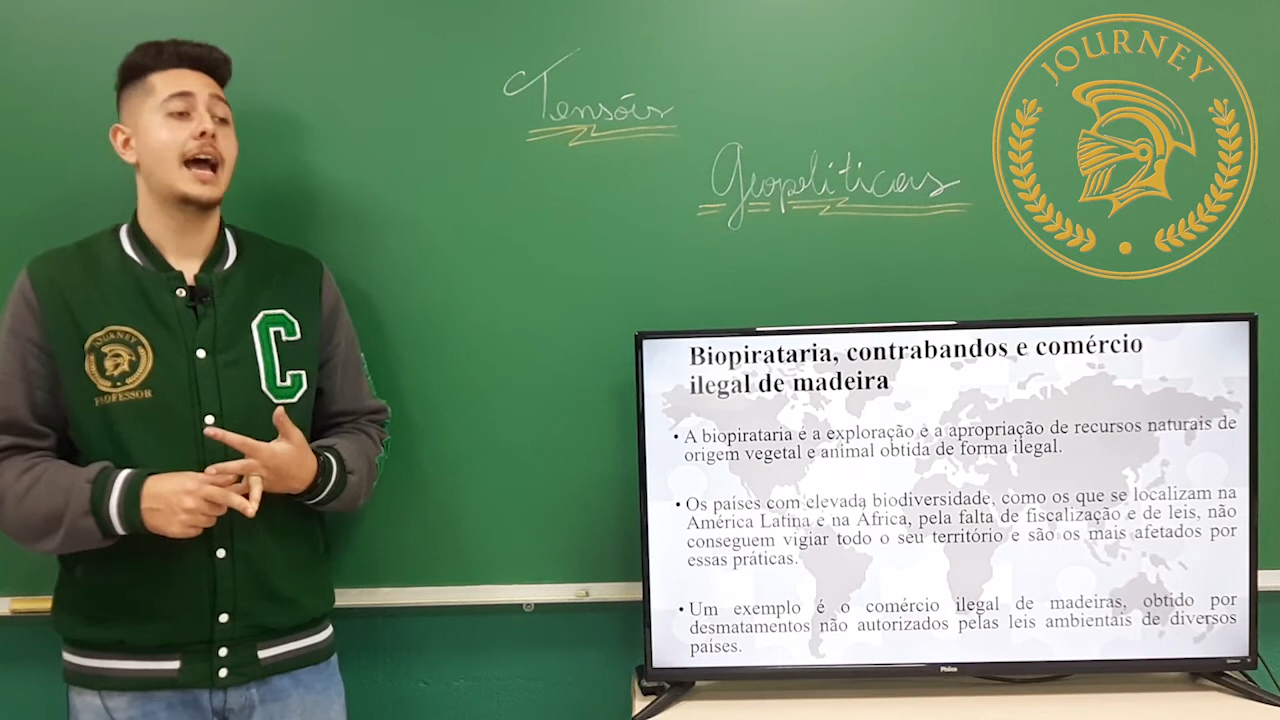 Tensões
Geopolíticas
JOURNEY
JOURNEY
PROFESSOR
C
Biopirataria, contrabandos e comércio
ilegal de madeira
• A biopirataria é a exploração e a apropriação de recursos naturais de
origem vegetal e animal obtida de forma ilegal.
• Os países com elevada biodiversidade, como os que se localizam na
América Latina e na África, pela falta de fiscalização e de leis, não
conseguem vigiar todo o seu território e são os mais afetados por
essas práticas.
• Um exemplo é o comércio ilegal de madeiras, obtido por
desmatamentos não autorizados pelas leis ambientais de diversos
países.
Philco